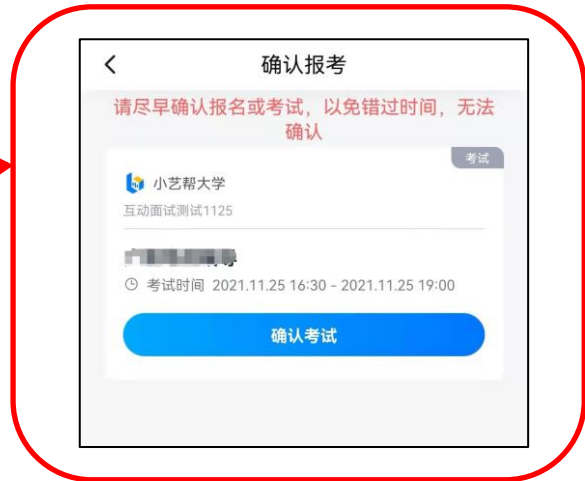 确认报考
请尽早确认报名或考试，以免错过时间，无法
确认
考试
小艺帮大学
互动面试测试1125
考试时间 2021.11.25 16:30 - 2021.11.25 19:00
确认考试